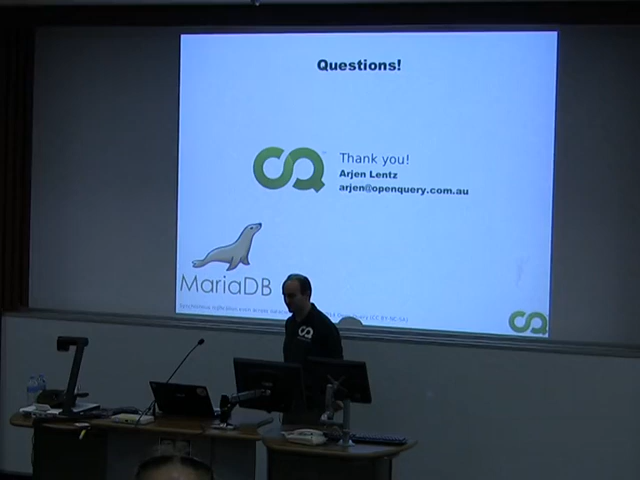 Questions!
Thank you!
Arjen Lentz
arjen@openquery.com.au
MariaDB